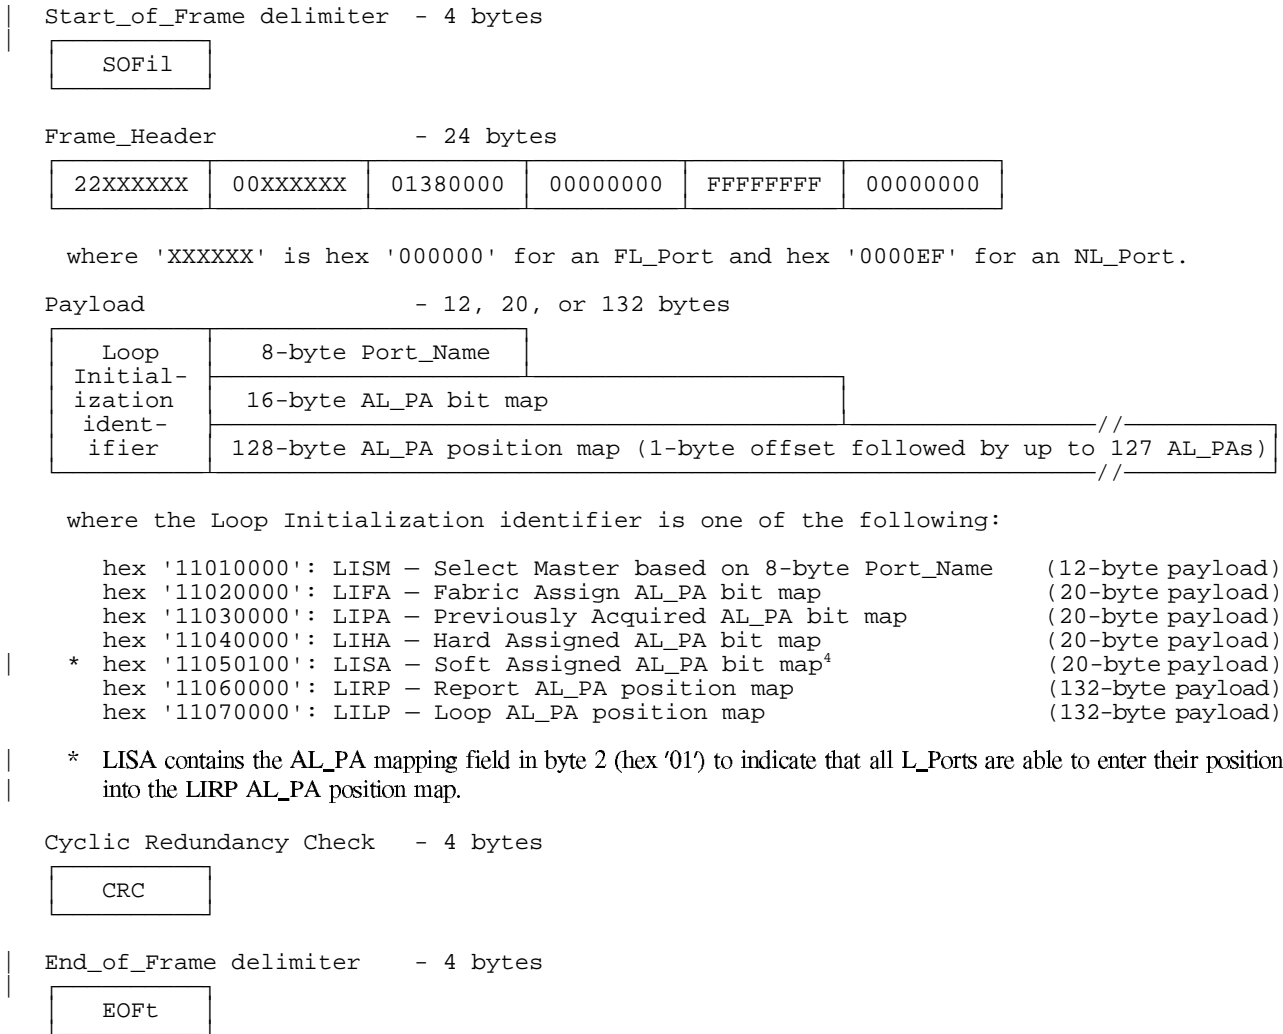 Start_of_Frame delimiter - 4 bytes
SOFil
Frame_Header - 24 bytes
22XXXXXX 00XXXXXX 01380000 00000000 FFFFFFFF 00000000
where 'XXXXXX' is hex '000000' for an FL_Port and hex '0000EF' for an NL_Port.
Payload - 12, 20, or 132 bytes
Loop
Initial-
ization
ident-
ifier
8-byte Port_Name
16-byte AL_PA bit map
128-byte AL_PA position map (1-byte offset followed by up to 127 AL_PAs)
where the Loop Initialization identifier is one of the following:
hex '11010000': LISM — Select Master based on 8-byte Port_Name (12-byte payload)
hex '11020000': LIFA — Fabric Assign AL_PA bit map (20-byte payload)
hex '11030000': LIPA — Previously Acquired AL_PA bit map (20-byte payload)
hex '11040000': LIHA — Hard Assigned AL_PA bit map (20-byte payload)
* hex '11050100': LISA — Soft Assigned AL_PA bit map⁴ (20-byte payload)
hex '11060000': LIRP — Report AL_PA position map (132-byte payload)
hex '11070000': LILP — Loop AL_PA position map (132-byte payload)
* LISA contains the AL_PA mapping field in byte 2 (hex '01') to indicate that all L_Ports are able to enter their position
into the LIRP AL_PA position map.
Cyclic Redundancy Check - 4 bytes
CRC
End_of_Frame delimiter - 4 bytes
EOFt